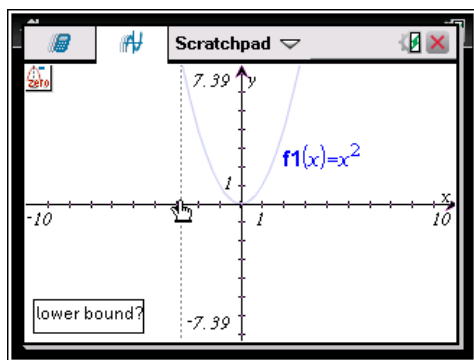 Scratchpad
zero
7.39
y
f1(x)=x²
1
x
-10
1
10
lower bound?
-7.39